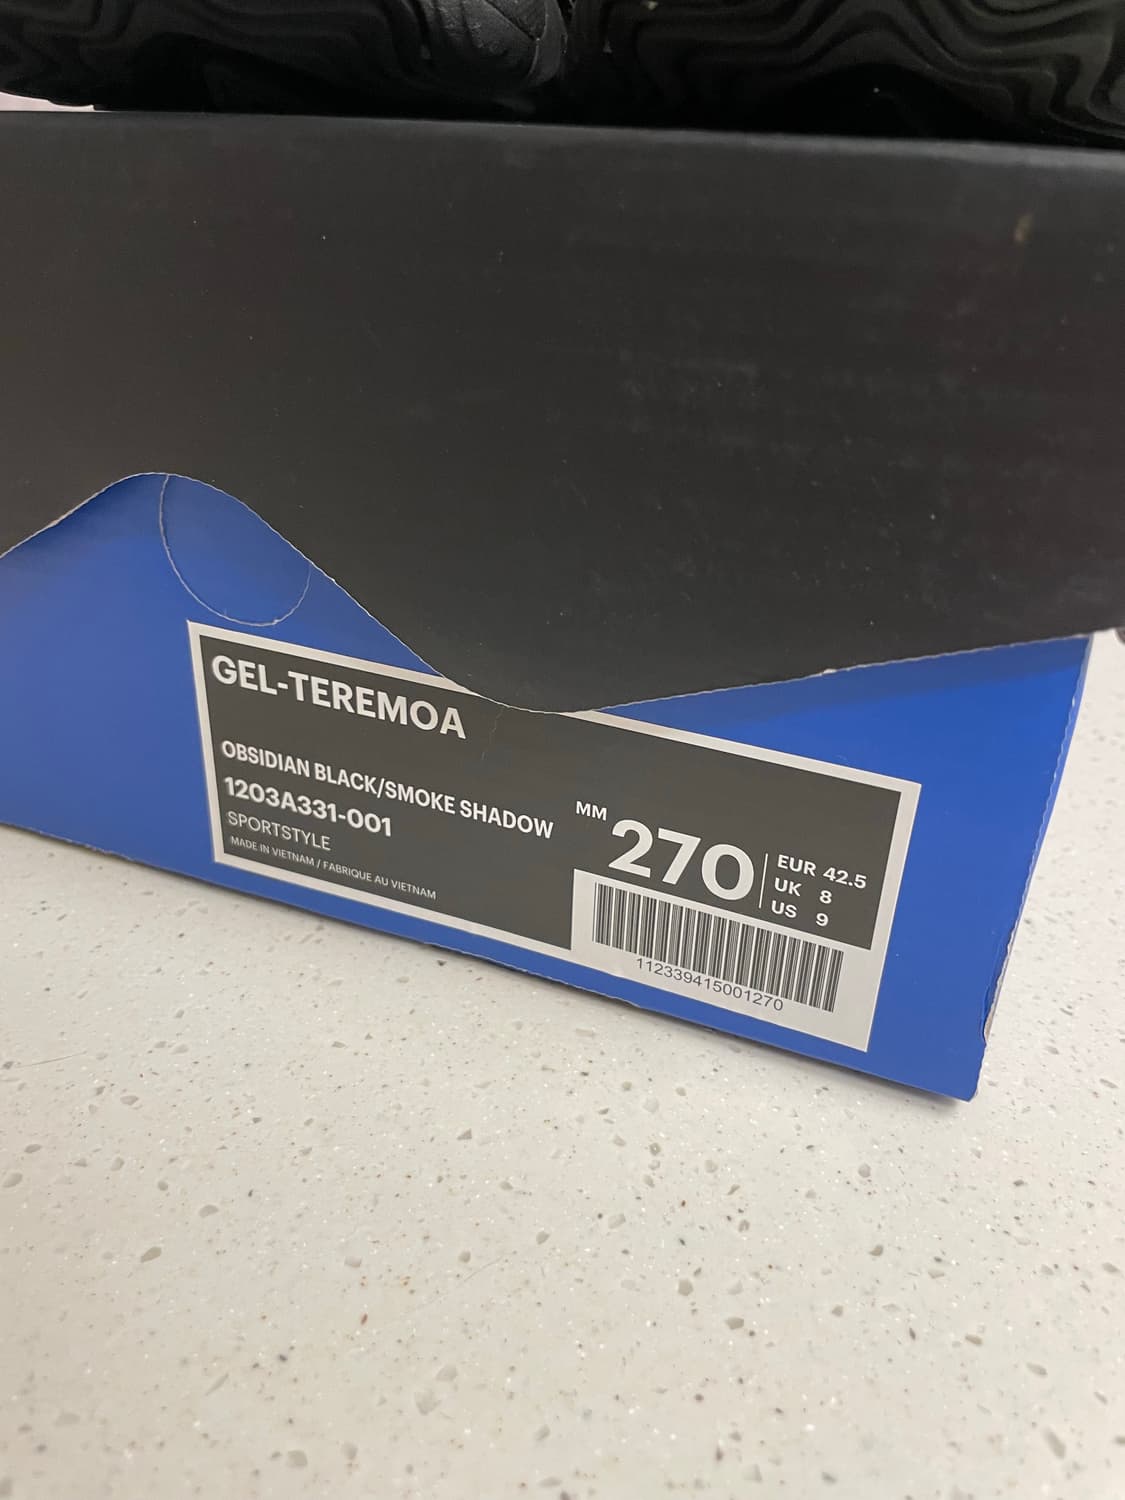 GEL-TEREMOA
OBSIDIAN BLACK/SMOKE SHADOW
1203A331-001
SPORTSTYLE
MADE IN VIETNAM / FABRIQUE AU VIETNAM
MM 270
EUR 42.5
UK 8
US 9
112339415001270